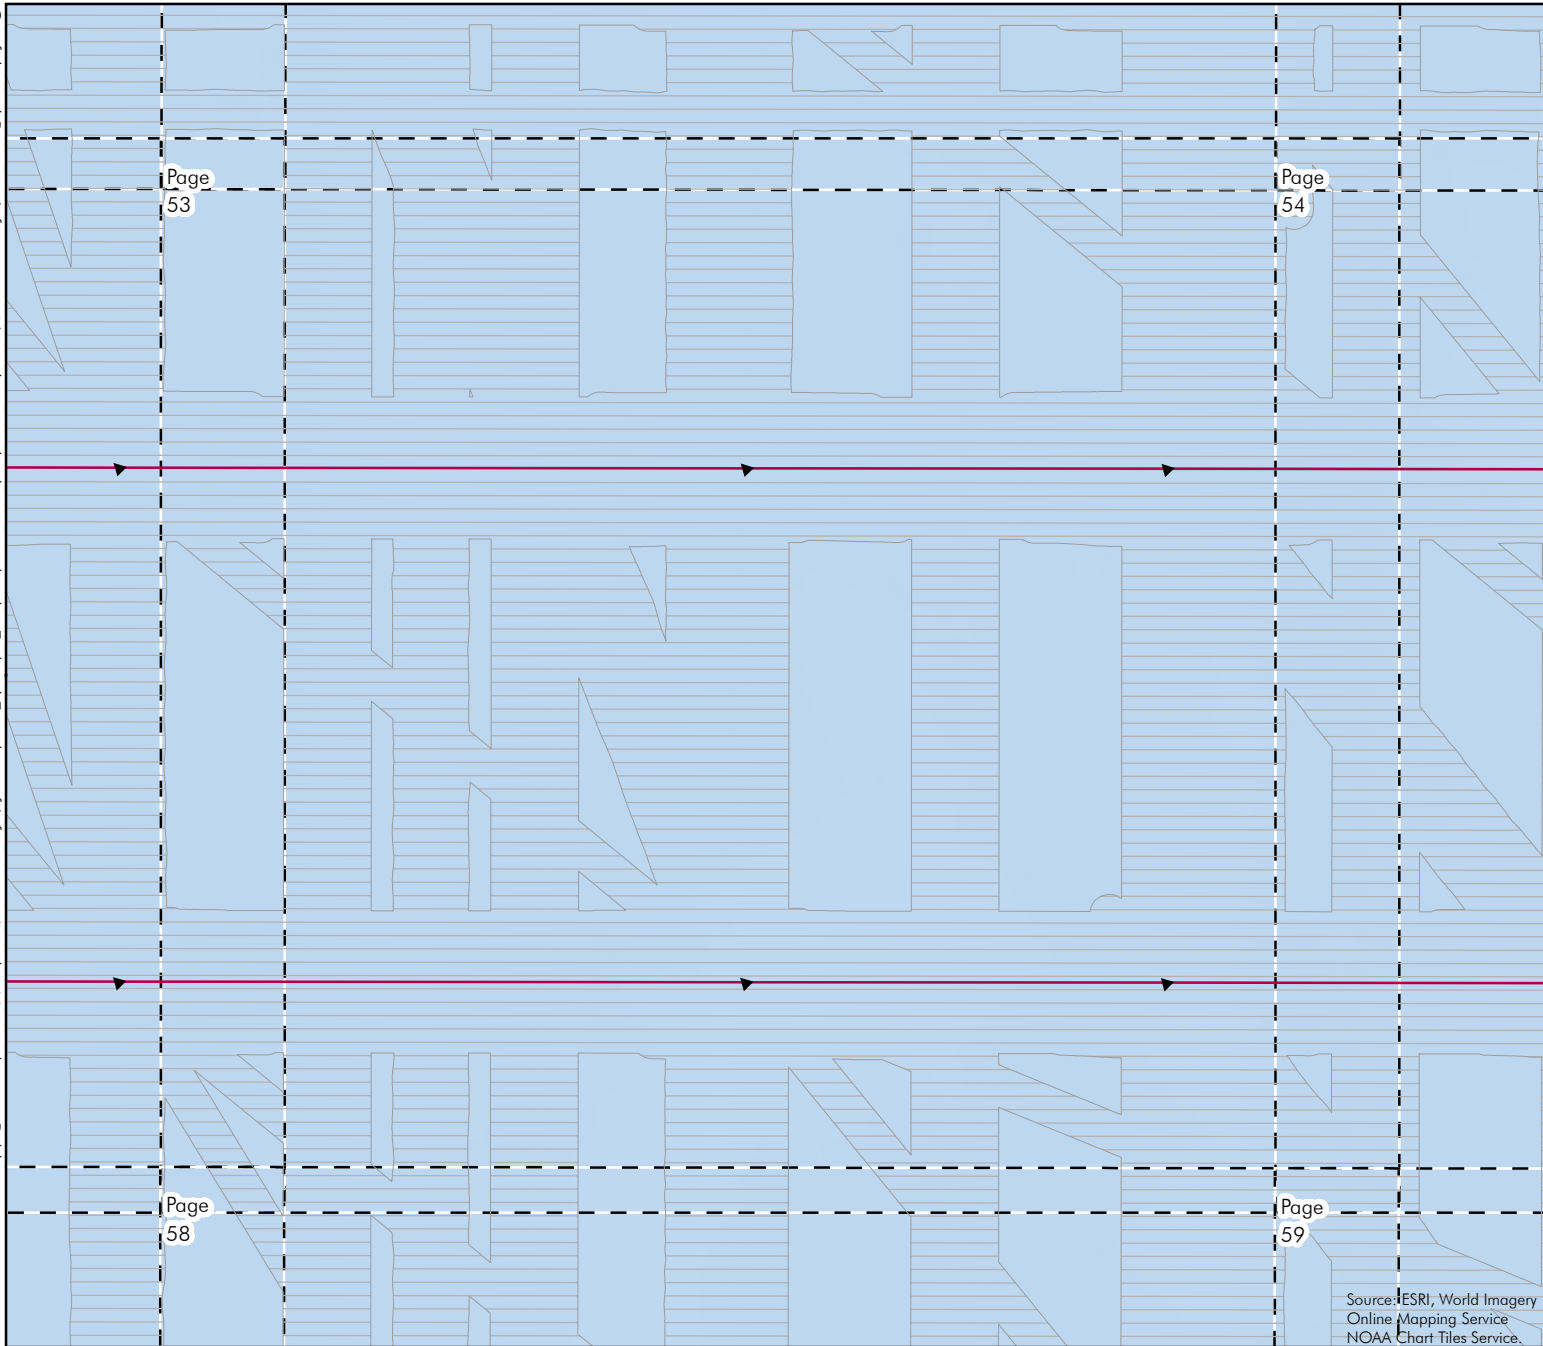 Page
53
Page
54
Page
58
Page
59
Source: ESRI, World Imagery
Online Mapping Service
NOAA Chart Tiles Service.